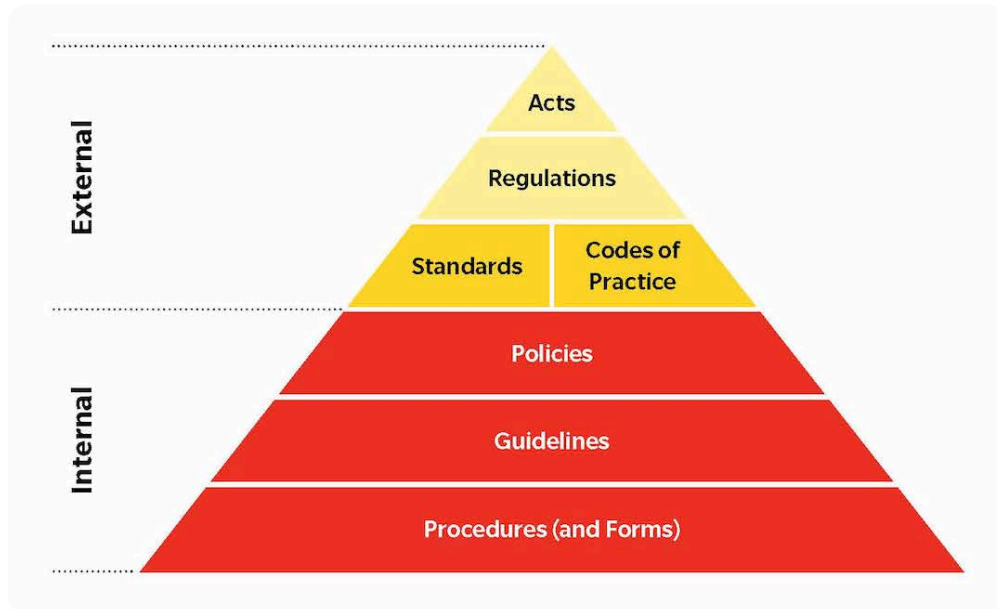 External
Acts
Regulations
Standards
Codes of
Practice
Internal
Policies
Guidelines
Procedures (and Forms)